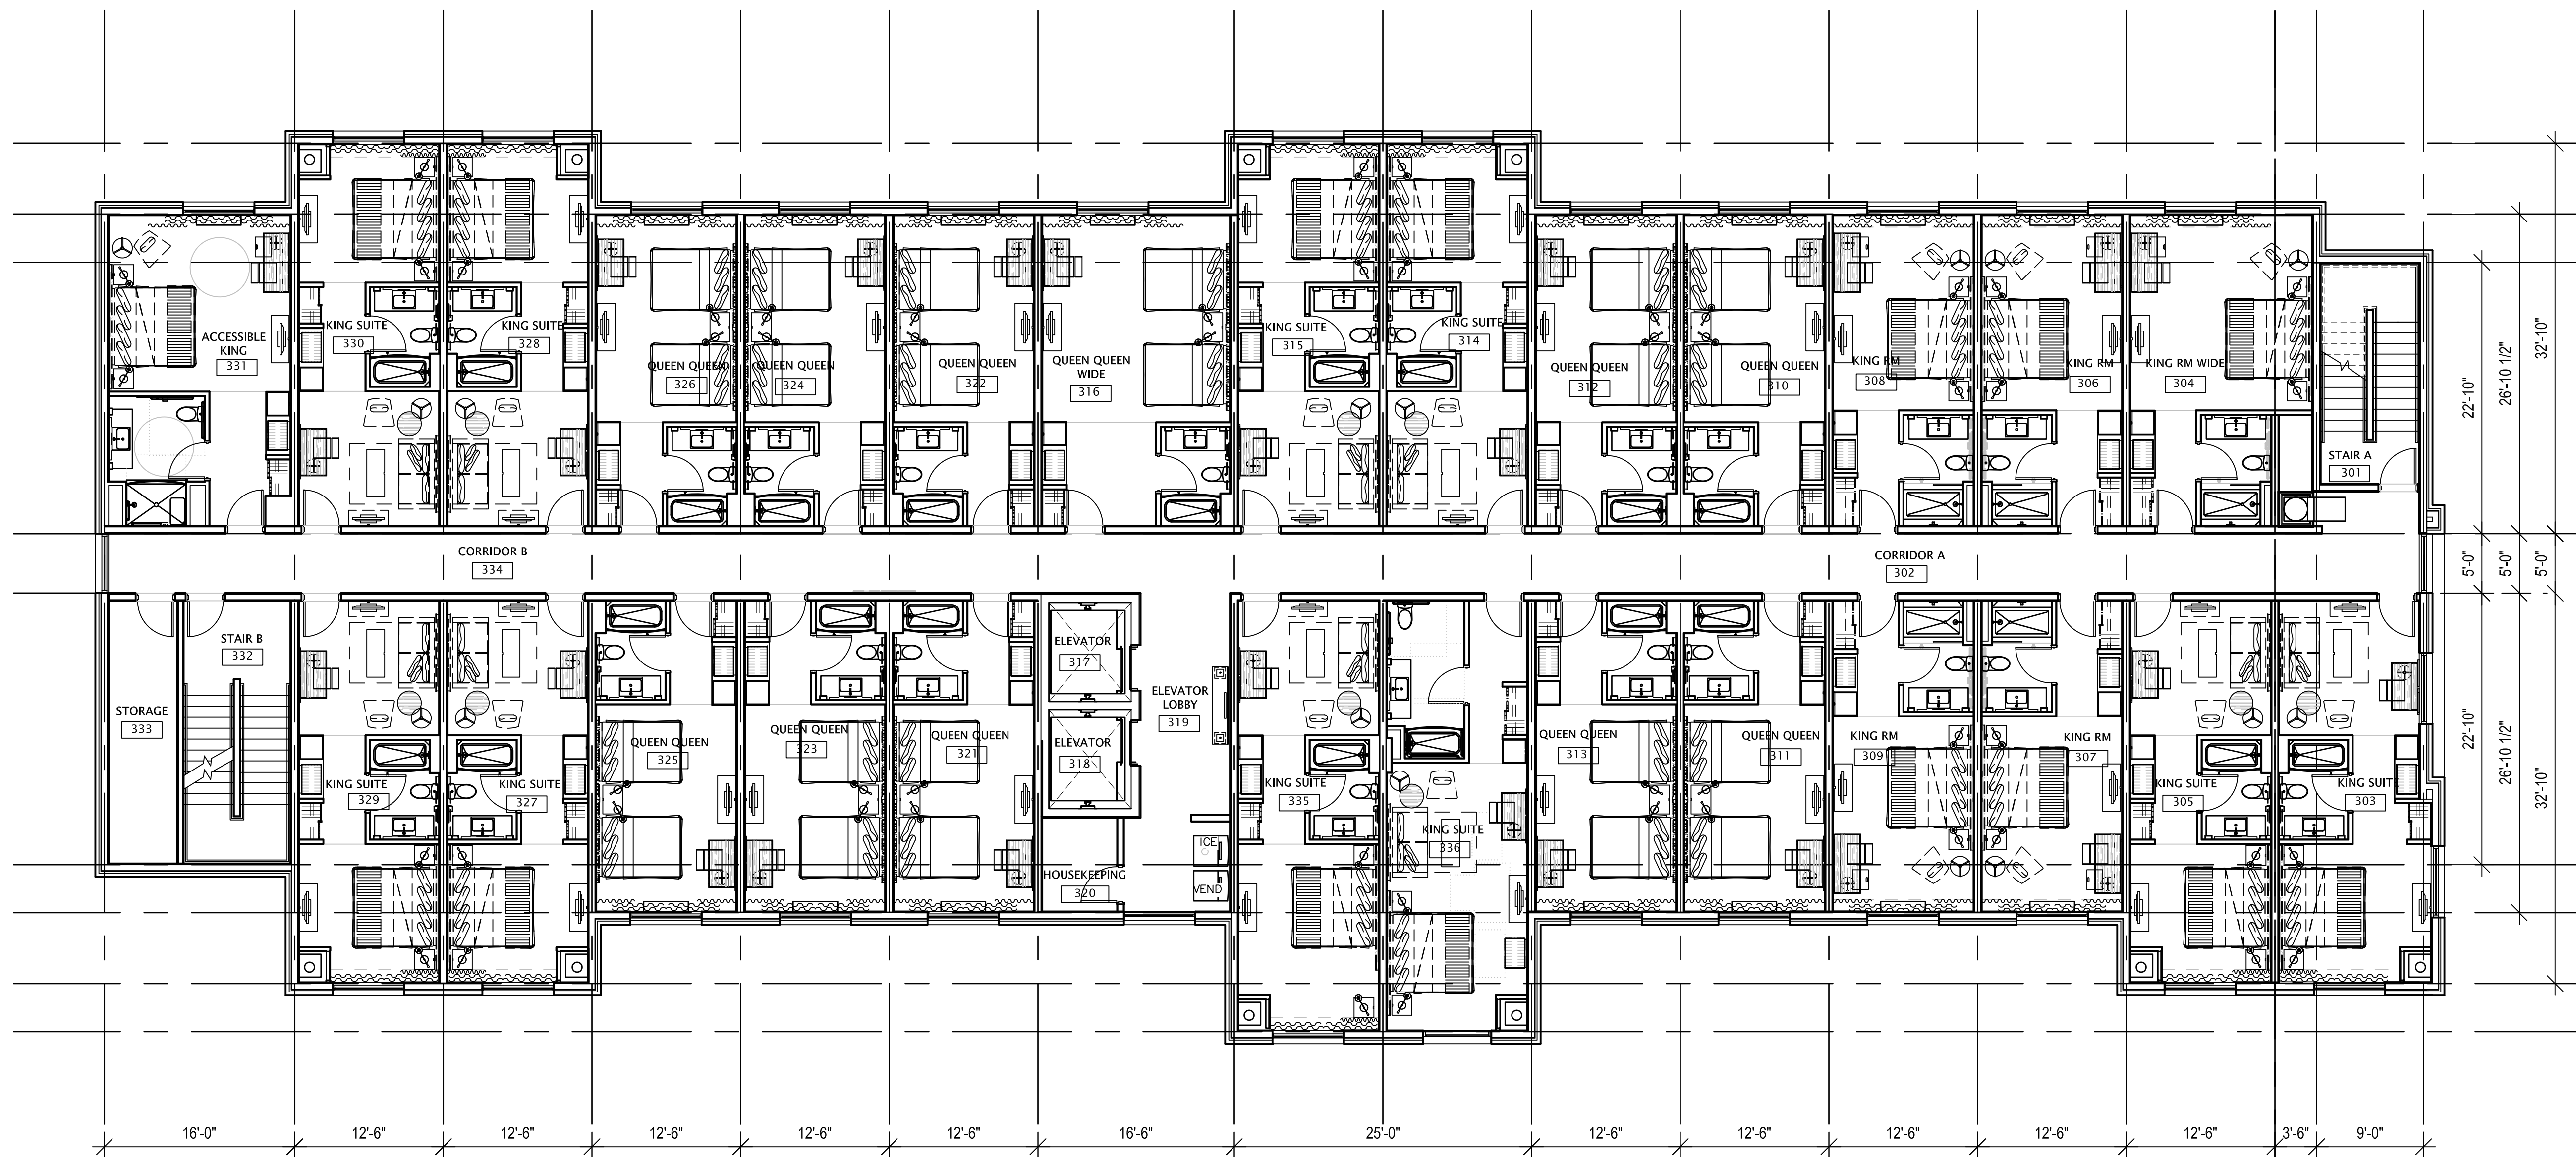 KING SUITE
330
KING SUITE
328
ACCESSIBLE
KING
331
QUEEN QUEEN
326
QUEEN QUEEN
324
QUEEN QUEEN
322
QUEEN QUEEN
WIDE
316
KING SUITE
315
KING SUITE
314
QUEEN QUEEN
312
QUEEN QUEEN
310
KING RM
308
KING RM
306
KING RM WIDE
304
STAIR A
301
CORRIDOR B
334
CORRIDOR A
302
STORAGE
333
STAIR B
332
KING SUITE
329
KING SUITE
327
QUEEN QUEEN
325
QUEEN QUEEN
323
QUEEN QUEEN
321
ELEVATOR
317
ELEVATOR
318
ELEVATOR
LOBBY
319
ICE
VEND
HOUSEKEEPING
320
KING SUITE
335
KING SUITE
336
QUEEN QUEEN
313
QUEEN QUEEN
311
KING RM
309
KING RM
307
KING SUITE
305
KING SUITE
303
22'-10"
26'-10 1/2"
32'-10"
5'-0"
5'-0"
5'-0"
22'-10"
26'-10 1/2"
32'-10"
16'-0"
12'-6"
12'-6"
12'-6"
12'-6"
12'-6"
16'-6"
25'-0"
12'-6"
12'-6"
12'-6"
12'-6"
12'-6"
3'-6"
9'-0"